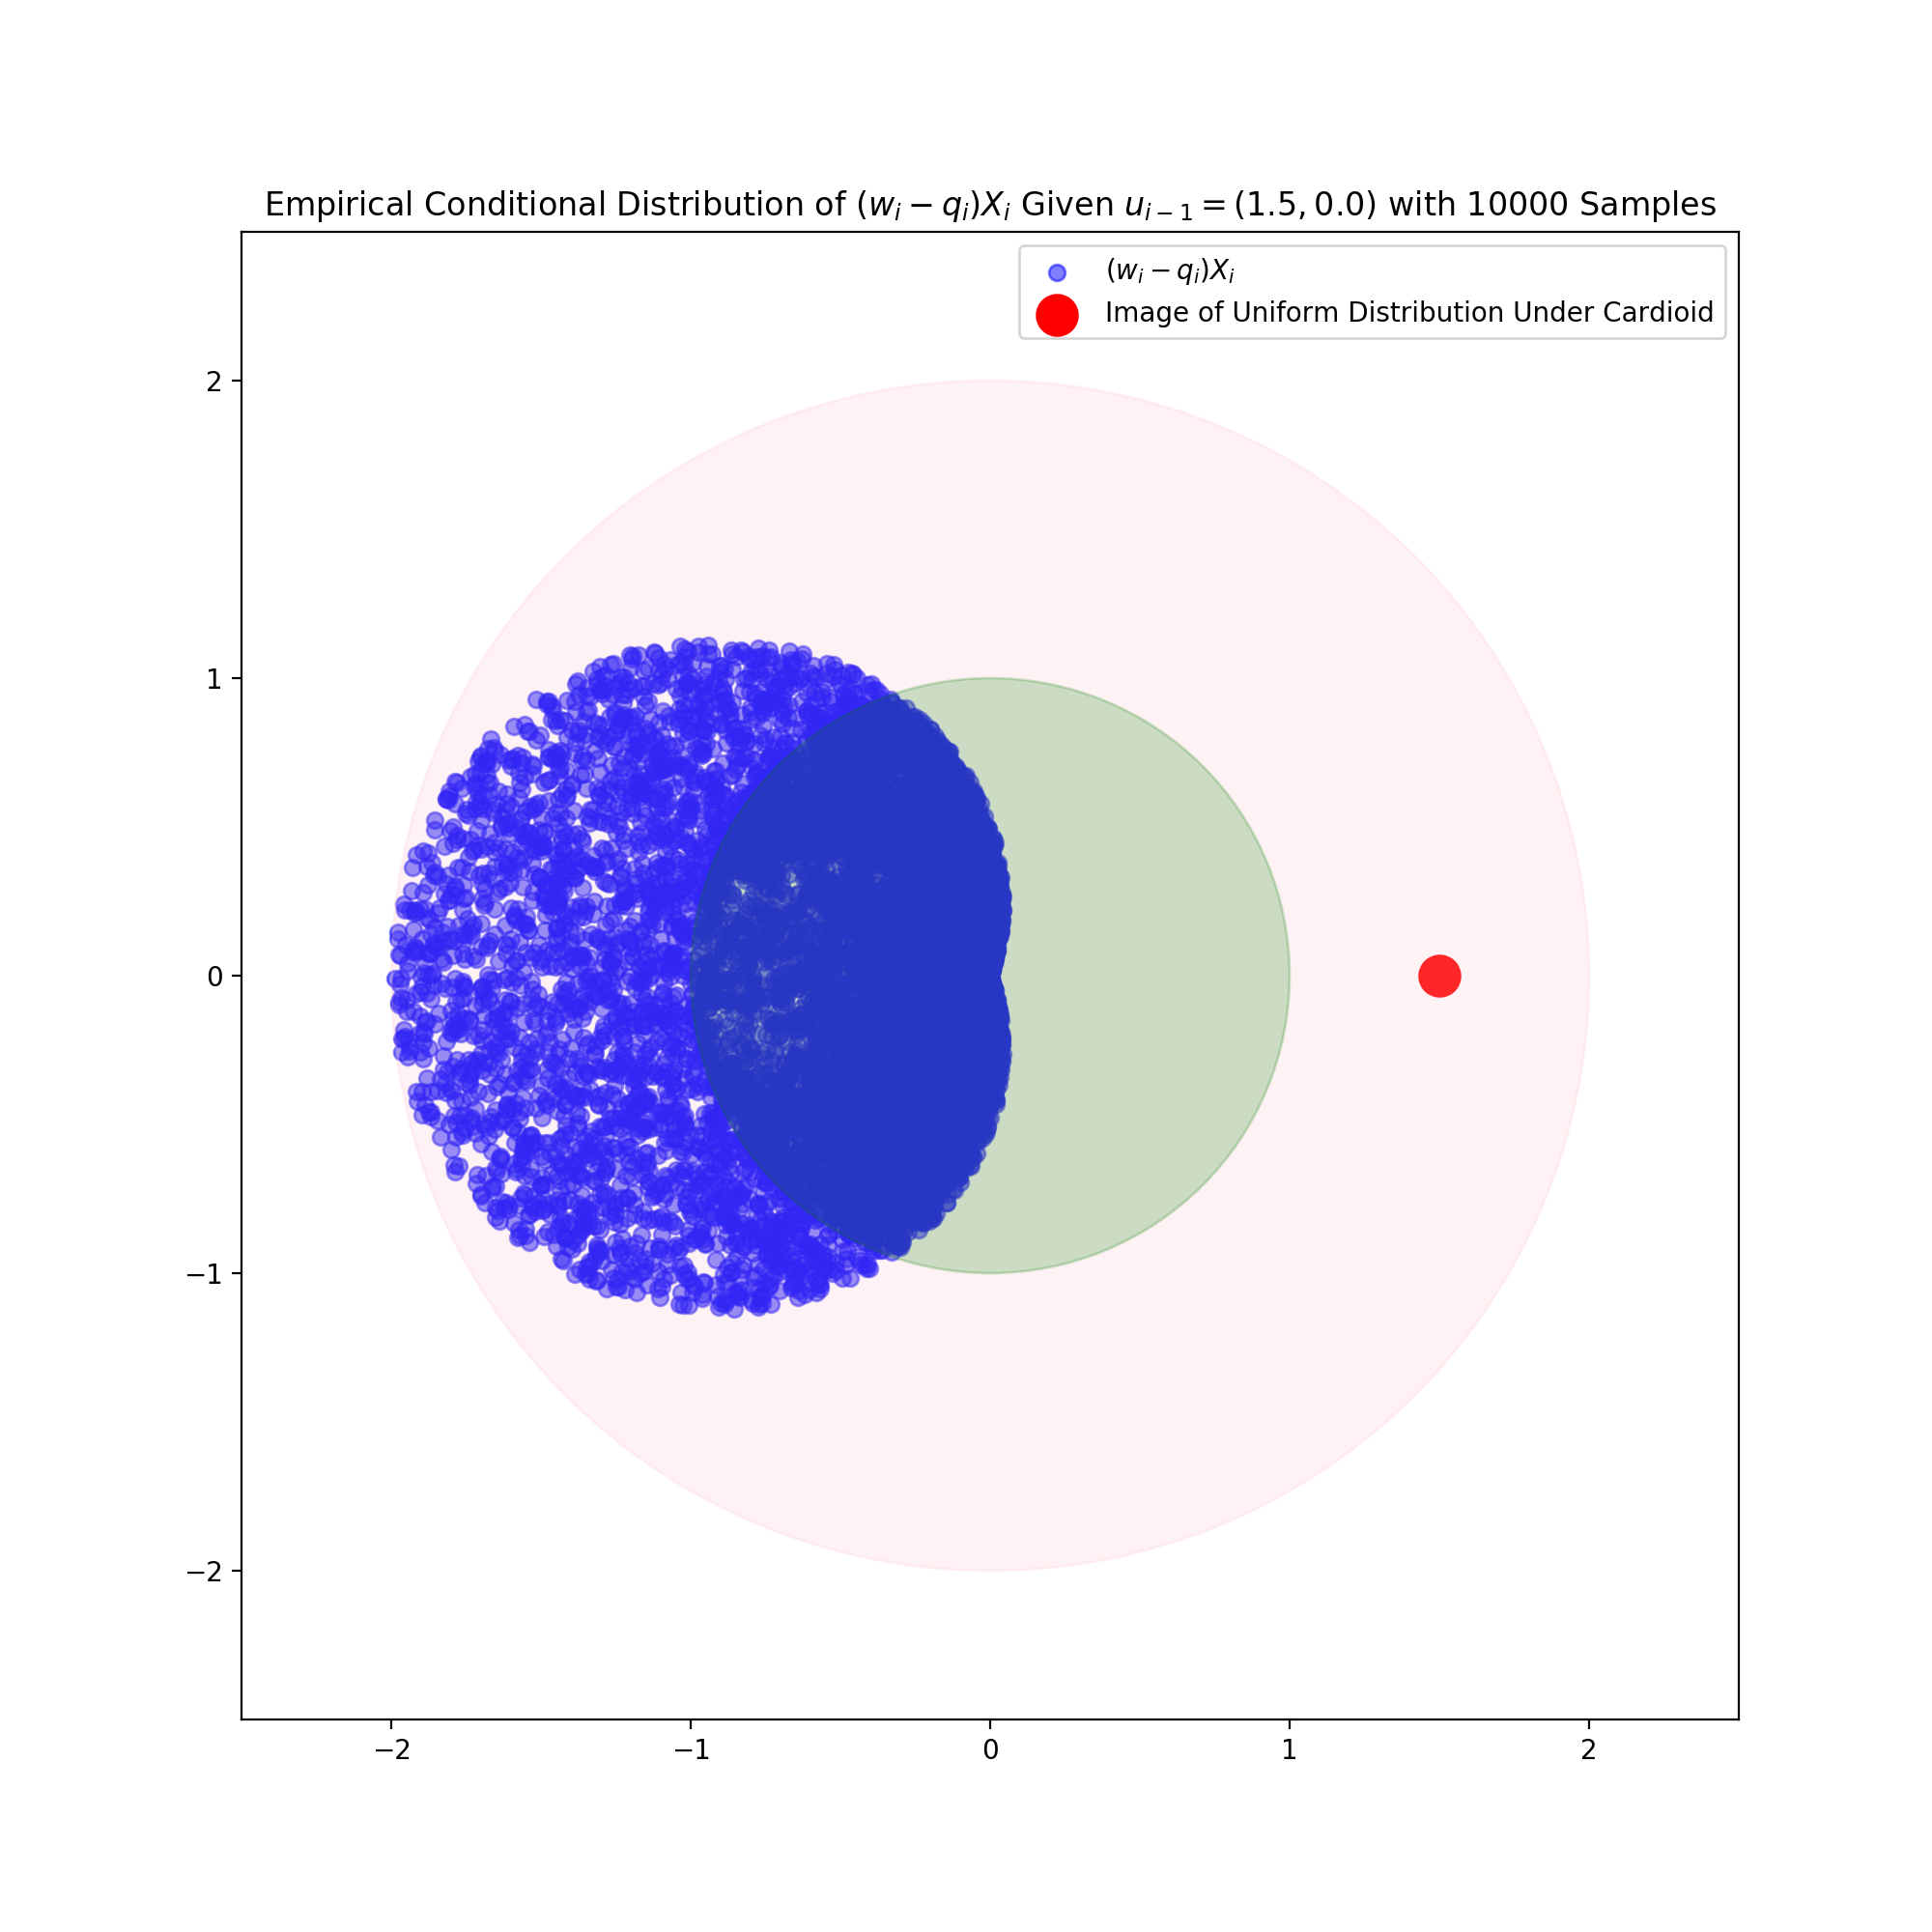 Empirical Conditional Distribution of $(w_i - q_i)X_i$ Given $u_{i-1} = (1.5, 0.0)$ with 10000 Samples
$(w_i - q_i)X_i$
Image of Uniform Distribution Under Cardioid
2
1
0
−1
−2
−2 −1 0 1 2